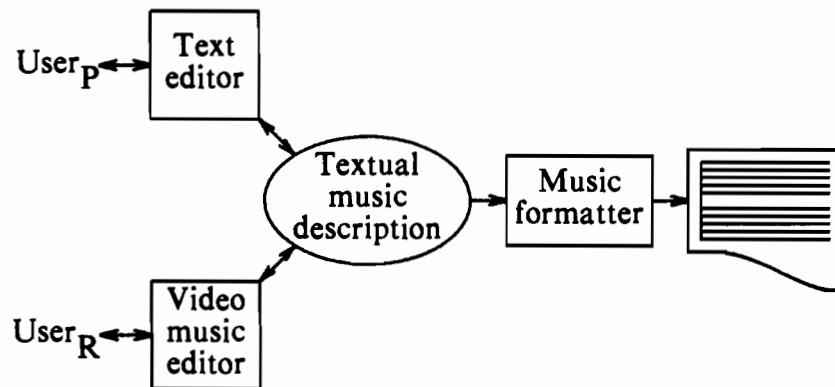 User_P
Text
editor
Textual
music
description
Music
formatter
User_R
Video
music
editor